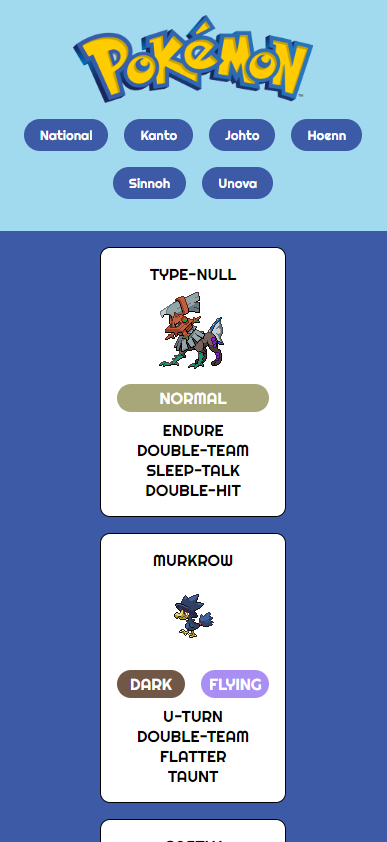 POKéMON
National
Kanto
Johto
Hoenn
Sinnoh
Unova
TYPE-NULL
NORMAL
ENDURE
DOUBLE-TEAM
SLEEP-TALK
DOUBLE-HIT
MURKROW
DARK
FLYING
U-TURN
DOUBLE-TEAM
FLATTER
TAUNT